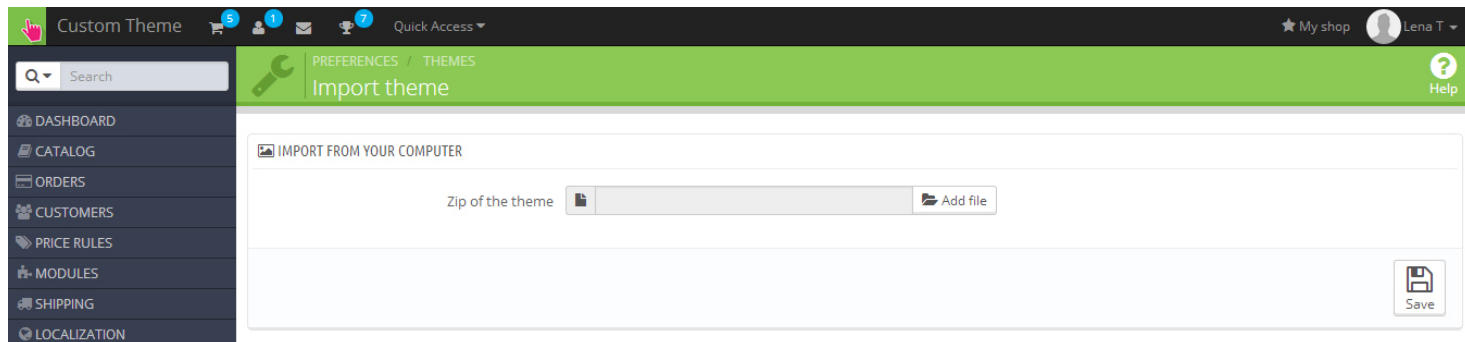 Custom Theme 5 1 7 Quick Access My shop Lena T
Search
PREFERENCES / THEMES
Import theme
Help
DASHBOARD
CATALOG
ORDERS
CUSTOMERS
PRICE RULES
MODULES
SHIPPING
LOCALIZATION
IMPORT FROM YOUR COMPUTER
Zip of the theme Add file
Save